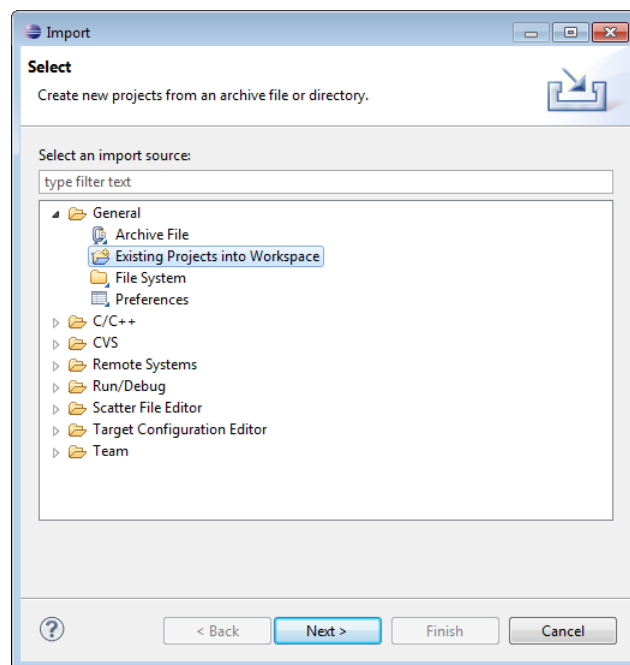 Import
Select
Create new projects from an archive file or directory.
Select an import source:
type filter text
General
Archive File
Existing Projects into Workspace
File System
Preferences
C/C++
CVS
Remote Systems
Run/Debug
Scatter File Editor
Target Configuration Editor
Team
? < Back Next > Finish Cancel